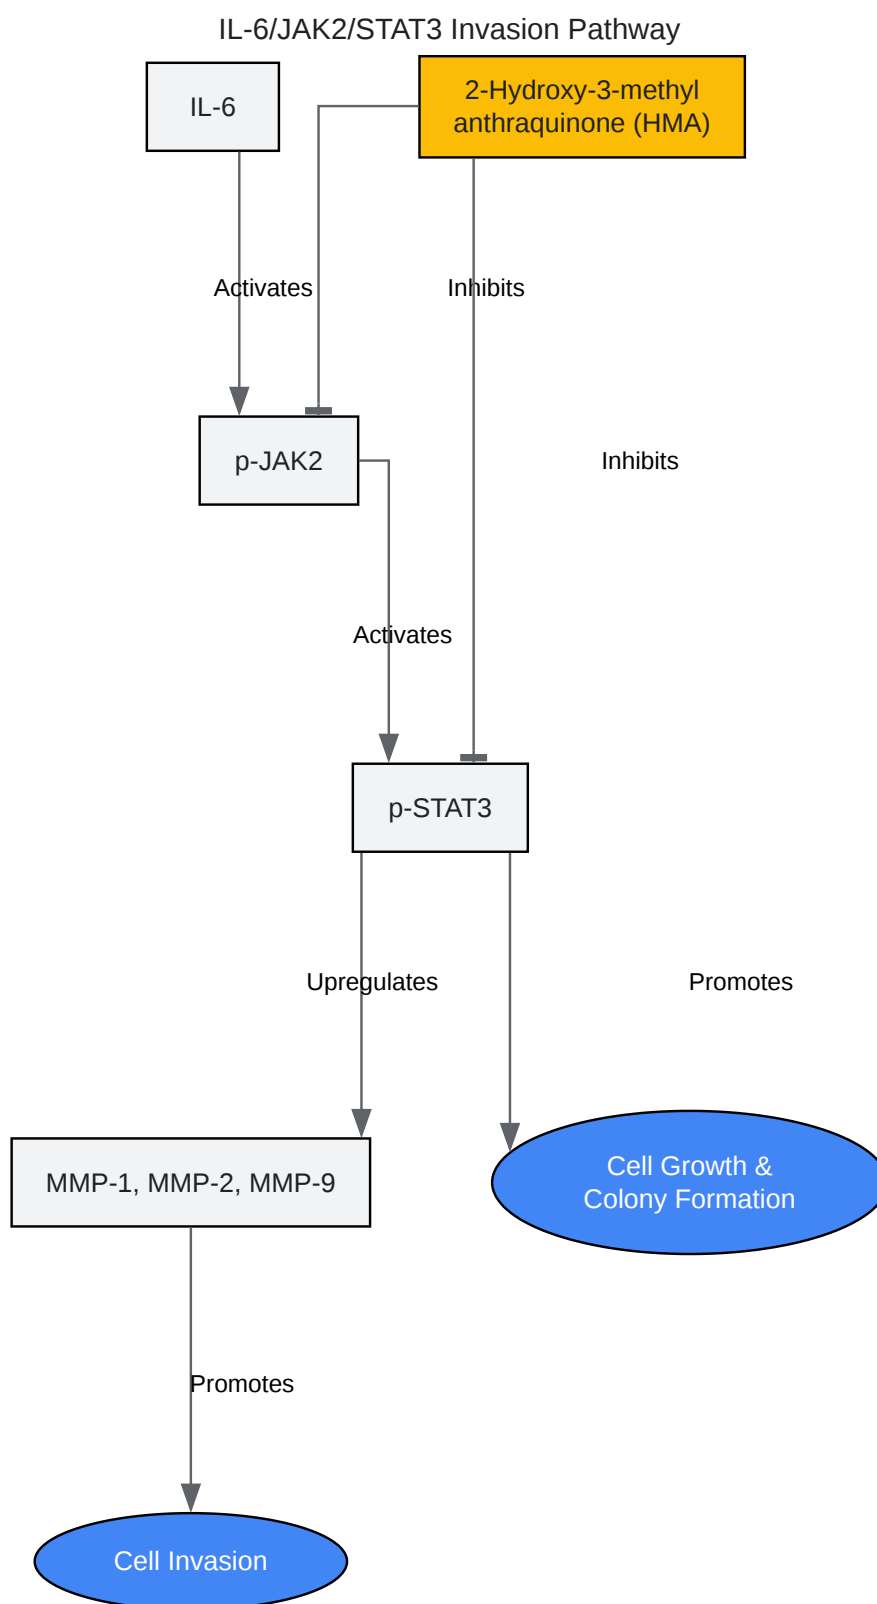 IL-6/JAK2/STAT3 Invasion Pathway
IL-6
2-Hydroxy-3-methyl
anthraquinone (HMA)
Activates
Inhibits
p-JAK2
Inhibits
Activates
p-STAT3
Upregulates
Promotes
MMP-1, MMP-2, MMP-9
Cell Growth &
Colony Formation
Promotes
Cell Invasion